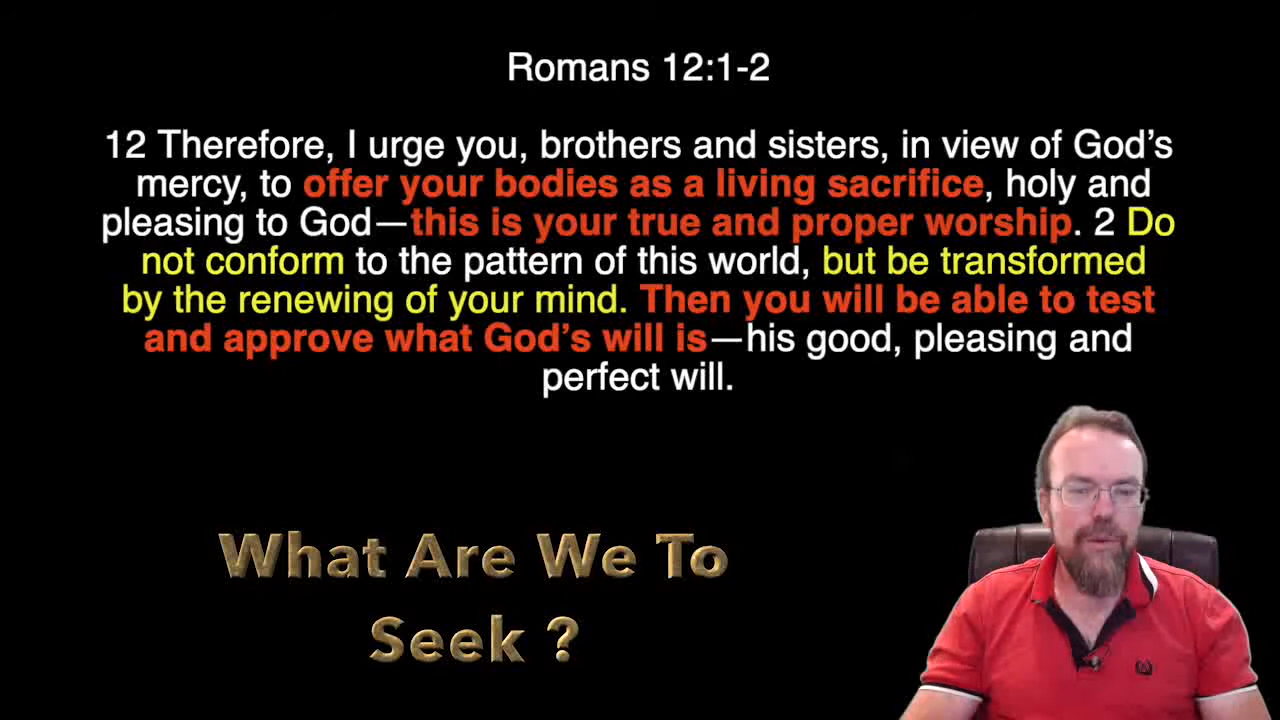 Romans 12:1-2
12 Therefore, I urge you, brothers and sisters, in view of God’s
mercy, to offer your bodies as a living sacrifice, holy and
pleasing to God—this is your true and proper worship. 2 Do
not conform to the pattern of this world, but be transformed
by the renewing of your mind. Then you will be able to test
and approve what God’s will is—his good, pleasing and
perfect will.
What Are We To
Seek ?